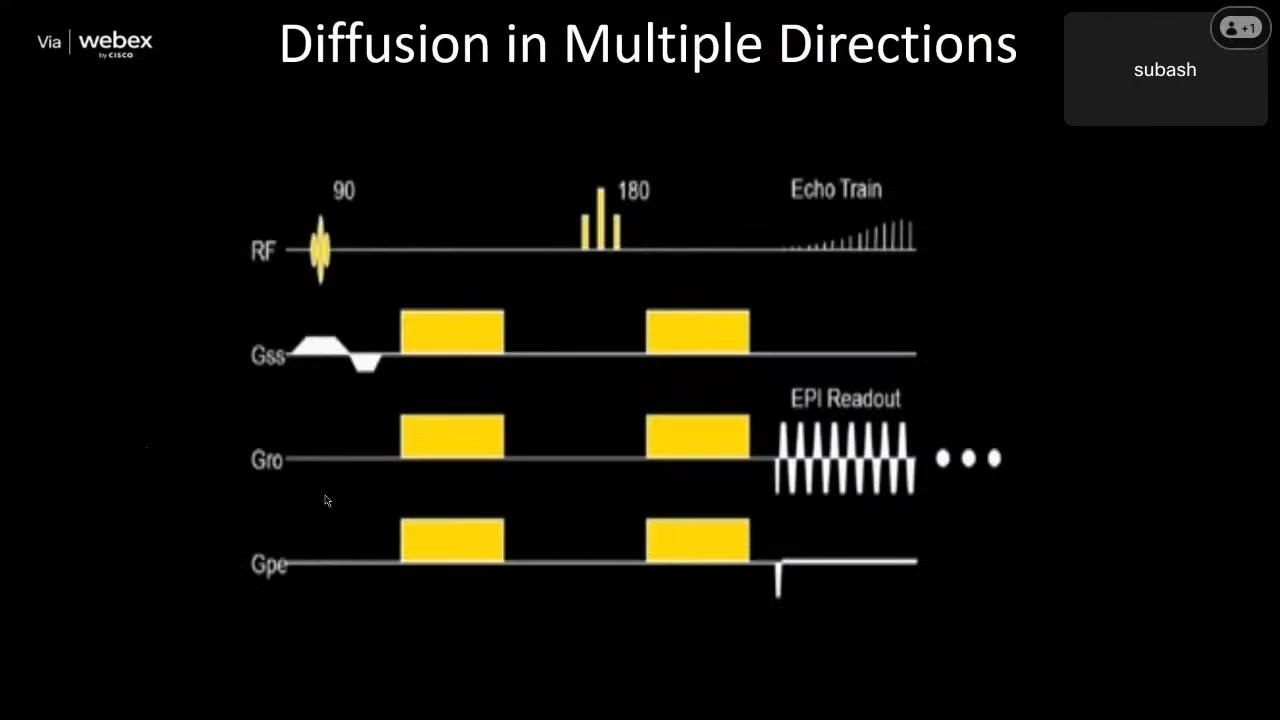 Via webex
by CISCO
Diffusion in Multiple Directions
+1
subash
90
180
Echo Train
RF
Gss
EPI Readout
Gro
Gpe